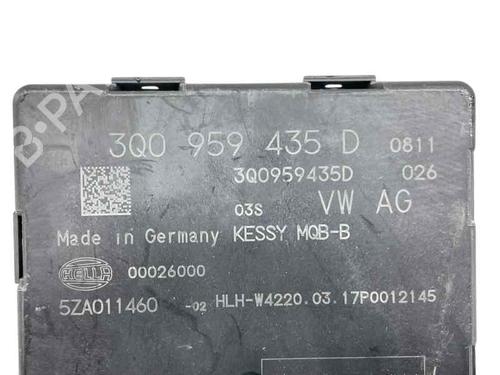 3Q0 959 435 D 0811
3Q0959435D 026
03S VW AG
Made in Germany KESSY MQB-B
HELLA 00026000
5ZA011460 -02 HLH-W4220.03.17P0012145
B-PA